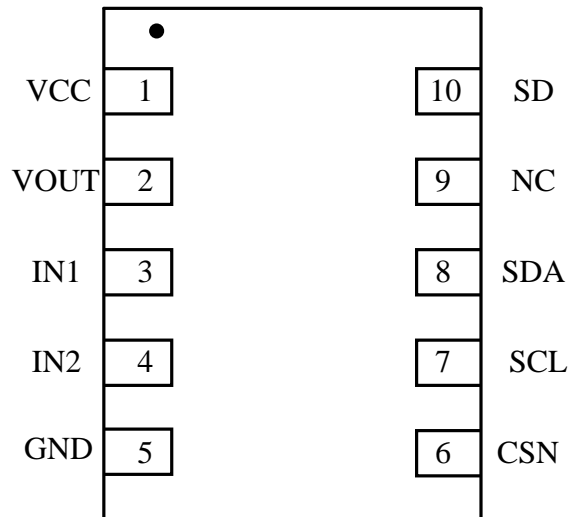 VCC 1 10 SD
VOUT 2 9 NC
IN1 3 8 SDA
IN2 4 7 SCL
GND 5 6 CSN